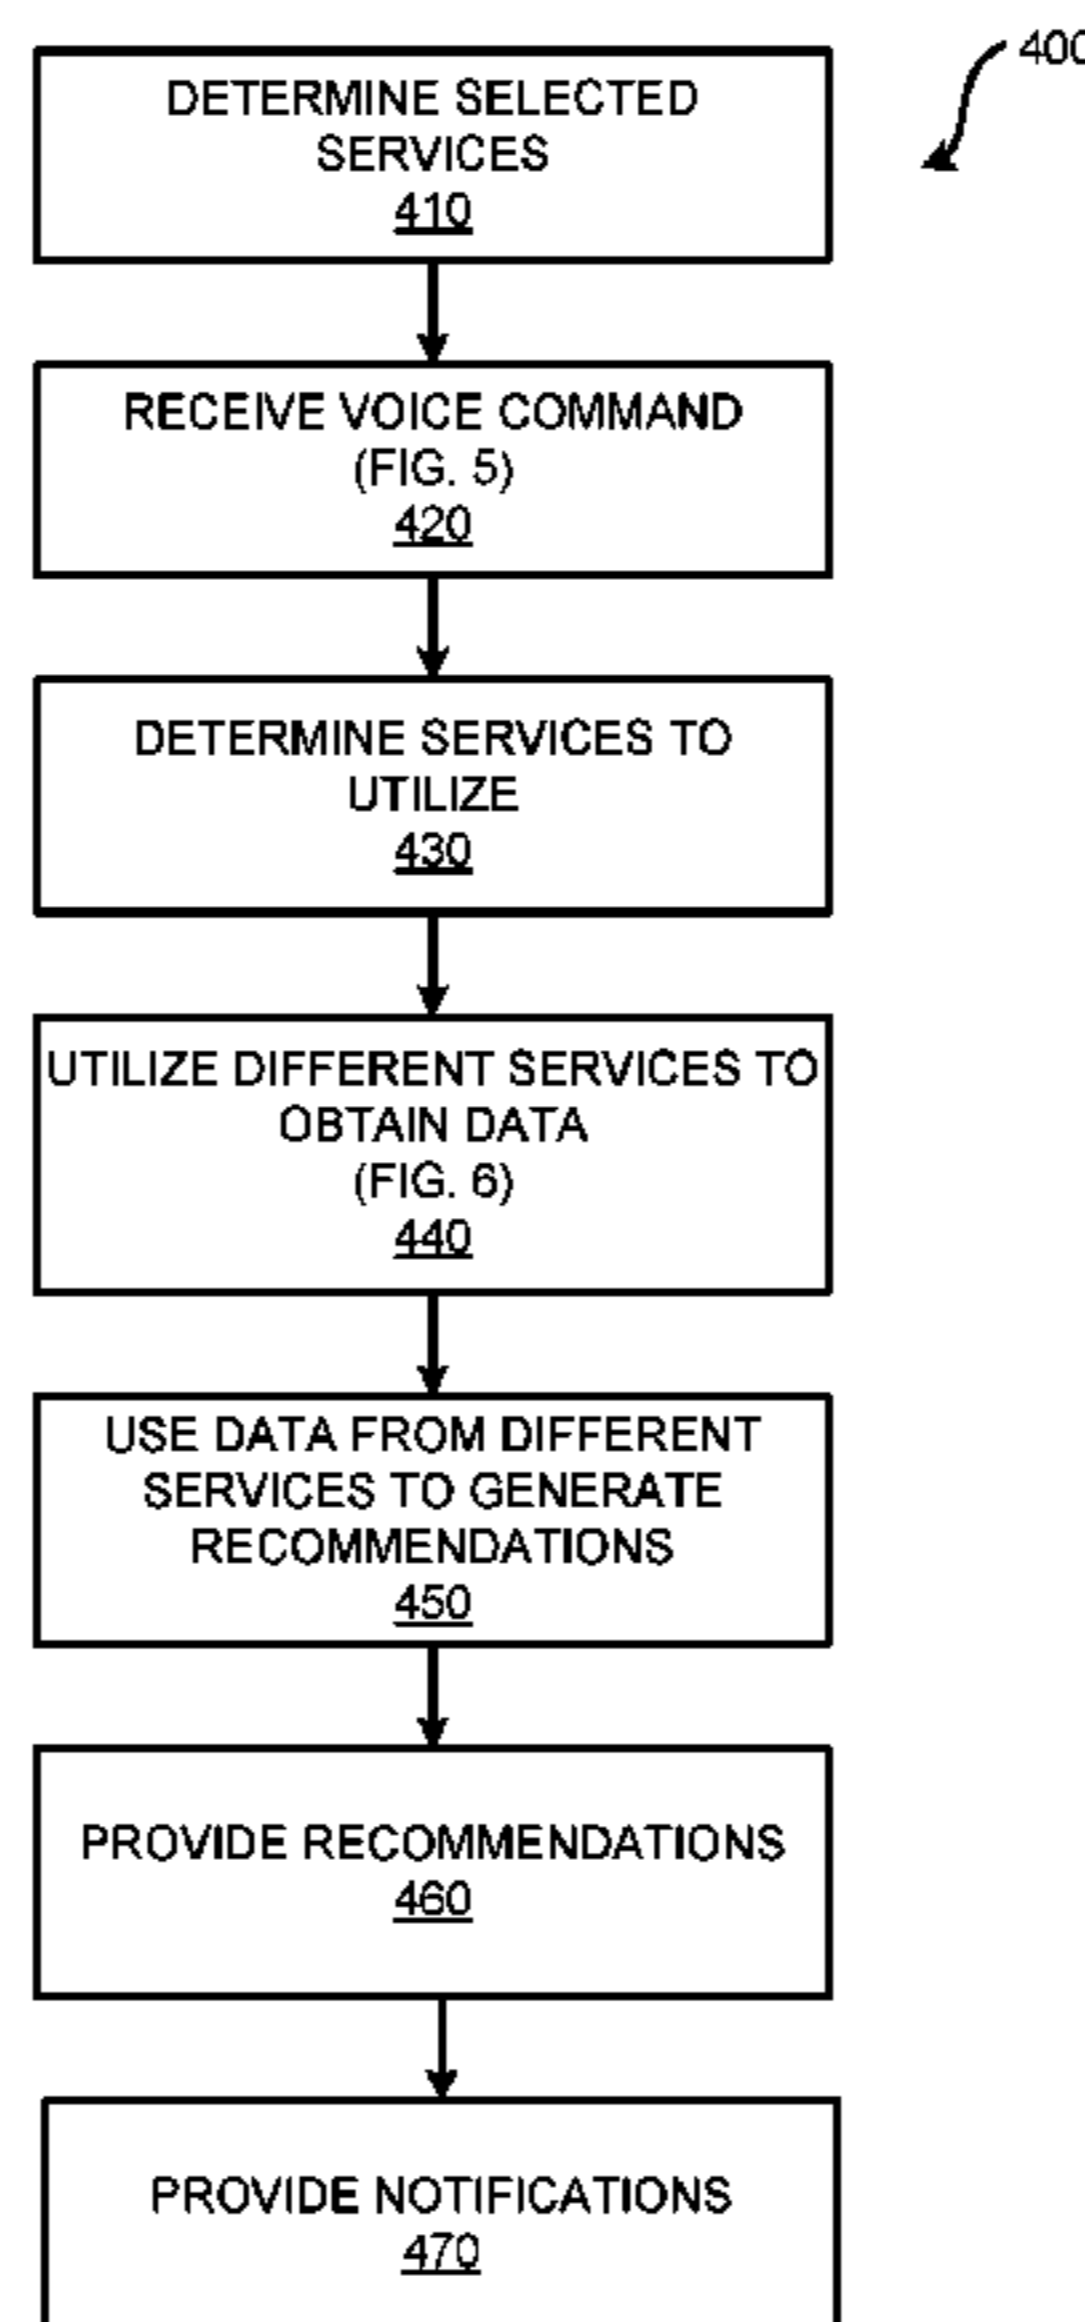 400
DETERMINE SELECTED
SERVICES
410
RECEIVE VOICE COMMAND
(FIG. 5)
420
DETERMINE SERVICES TO
UTILIZE
430
UTILIZE DIFFERENT SERVICES TO
OBTAIN DATA
(FIG. 6)
440
USE DATA FROM DIFFERENT
SERVICES TO GENERATE
RECOMMENDATIONS
450
PROVIDE RECOMMENDATIONS
460
PROVIDE NOTIFICATIONS
470